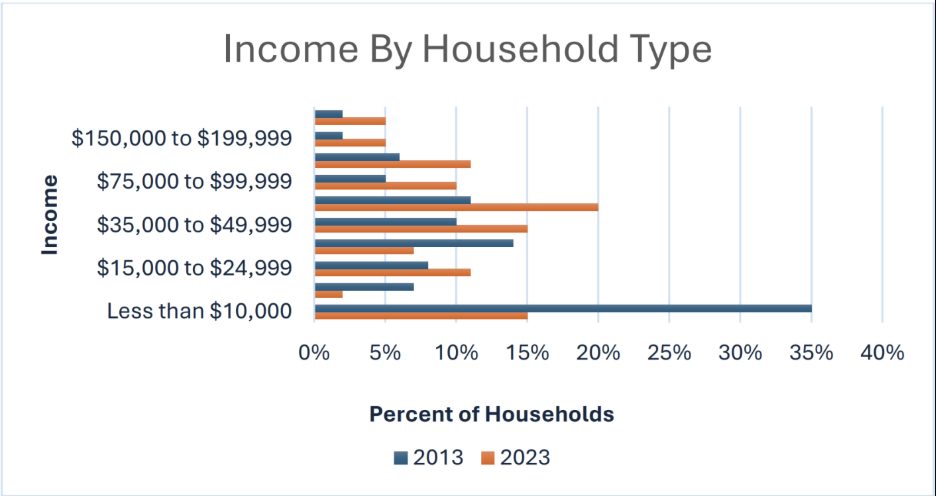 Income By Household Type
Income
$150,000 to $199,999
$75,000 to $99,999
$35,000 to $49,999
$15,000 to $24,999
Less than $10,000
0% 5% 10% 15% 20% 25% 30% 35% 40%
Percent of Households
2013 2023